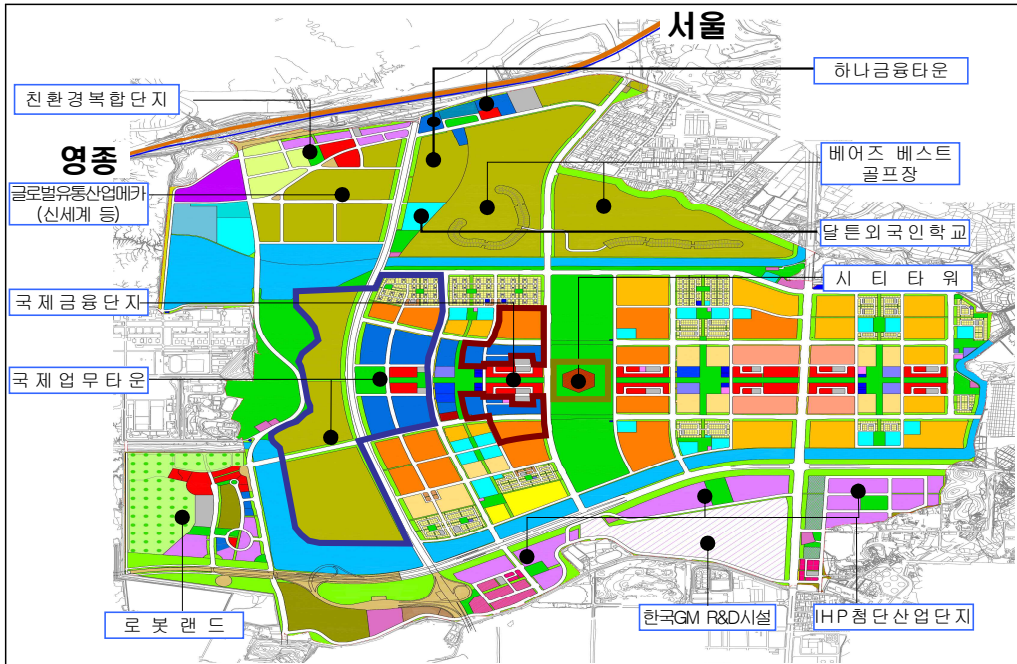 서울
하나금융타운
친환경복합단지
영종
베어즈 베스트
골프장
글로벌유통산업메카
(신세계 등)
달튼외국인학교
시티타워
국제금융단지
국제업무타운
로봇랜드
한국GM R&D시설
IHP첨단산업단지